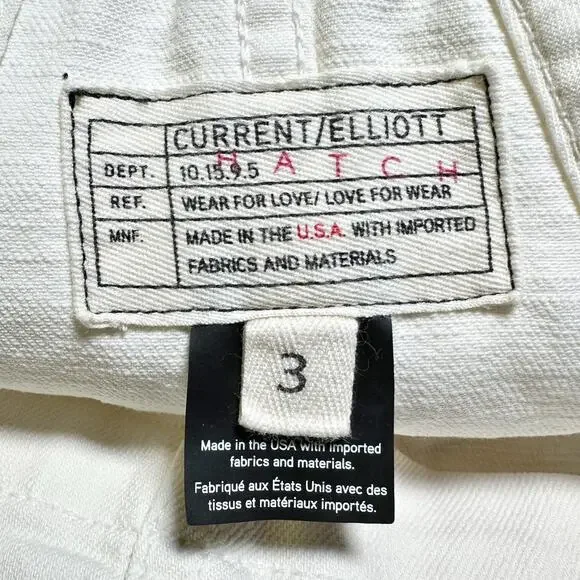 CURRENT/ELLIOTT
HATCH
DEPT. 10.15.9.5
REF. WEAR FOR LOVE/ LOVE FOR WEAR
MNF. MADE IN THE U.S.A. WITH IMPORTED
FABRICS AND MATERIALS
3
Made in the USA with imported
fabrics and materials.
Fabriqué aux États Unis avec des
tissus et matériaux importés.